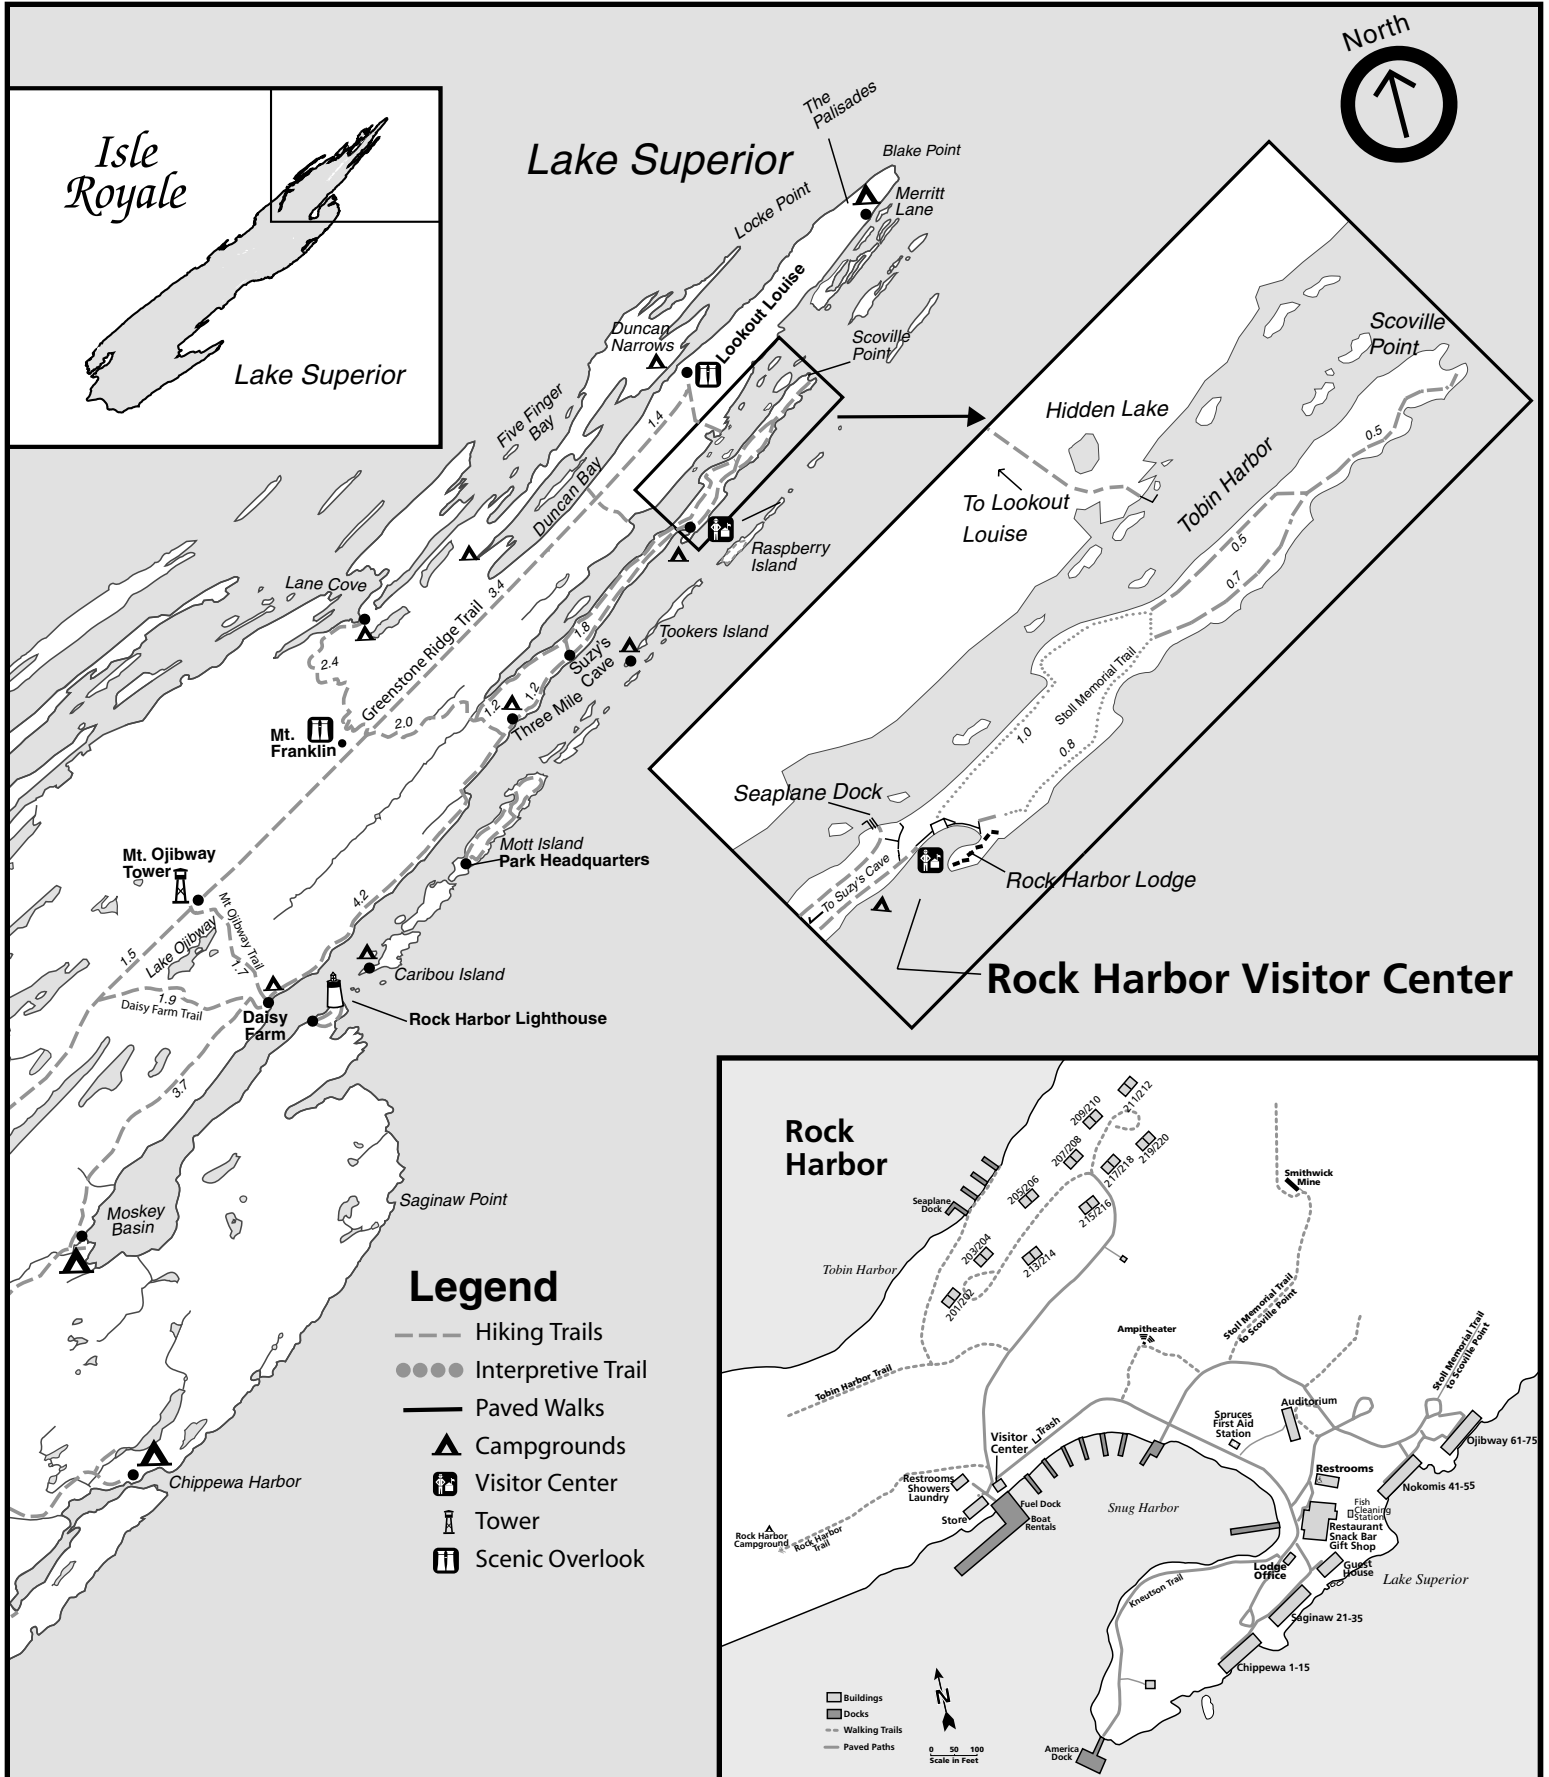 North
Isle
Royale
Lake Superior
Lake Superior
The
Palisades
Blake Point
Merritt
Lane
Locke Point
Lookout Louise
Duncan
Narrows
Scoville
Point
Five Finger
Bay
1.4
Duncan Bay
Raspberry
Island
Lane Cove
3.4
Greenstone Ridge Trail
2.4
1.8
Suzy's
Cave
Tookers Island
1.2
1.2
Three Mile
2.0
Mt.
Franklin
Mott Island
Park Headquarters
Mt. Ojibway
Tower
4.2
Mt Ojibway Trail
1.7
Lake Ojibway
1.5
1.9
Daisy Farm Trail
Daisy
Farm
Caribou Island
Rock Harbor Lighthouse
3.7
Moskey
Basin
Saginaw Point
Chippewa Harbor
Scoville
Point
Hidden Lake
0.5
Tobin Harbor
To Lookout
Louise
0.5
0.7
Stoll Memorial Trail
1.0
0.8
Seaplane Dock
To Suzy's Cave
Rock Harbor Lodge
Rock Harbor Visitor Center
Legend
Hiking Trails
Interpretive Trail
Paved Walks
Campgrounds
Visitor Center
Tower
Scenic Overlook
Rock
Harbor
211/212
209/210
219/220
207/208
217/218
205/206
215/216
203/204
213/214
201/202
Seaplane
Dock
Tobin Harbor
Smithwick
Mine
Stoll Memorial Trail
to Scoville Point
Stoll Memorial Trail
to Scoville Point
Ampitheater
Tobin Harbor Trail
Trash
Visitor
Center
Spruces
First Aid
Station
Auditorium
Ojibway 61-75
Restrooms
Nokomis 41-55
Restrooms
Showers
Laundry
Store
Fuel Dock
Boat
Rentals
Snug Harbor
Fish
Cleaning
Station
Restaurant
Snack Bar
Gift Shop
Rock Harbor
Campground
Rock Harbor
Trail
Lodge
Office
Guest
House
Lake Superior
Kneutson Trail
Saginaw 21-35
Chippewa 1-15
Buildings
Docks
Walking Trails
Paved Paths
N
0 50 100
Scale in Feet
America
Dock